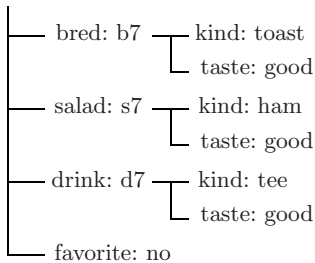 bred: b7 kind: toast
taste: good
salad: s7 kind: ham
taste: good
drink: d7 kind: tee
taste: good
favorite: no